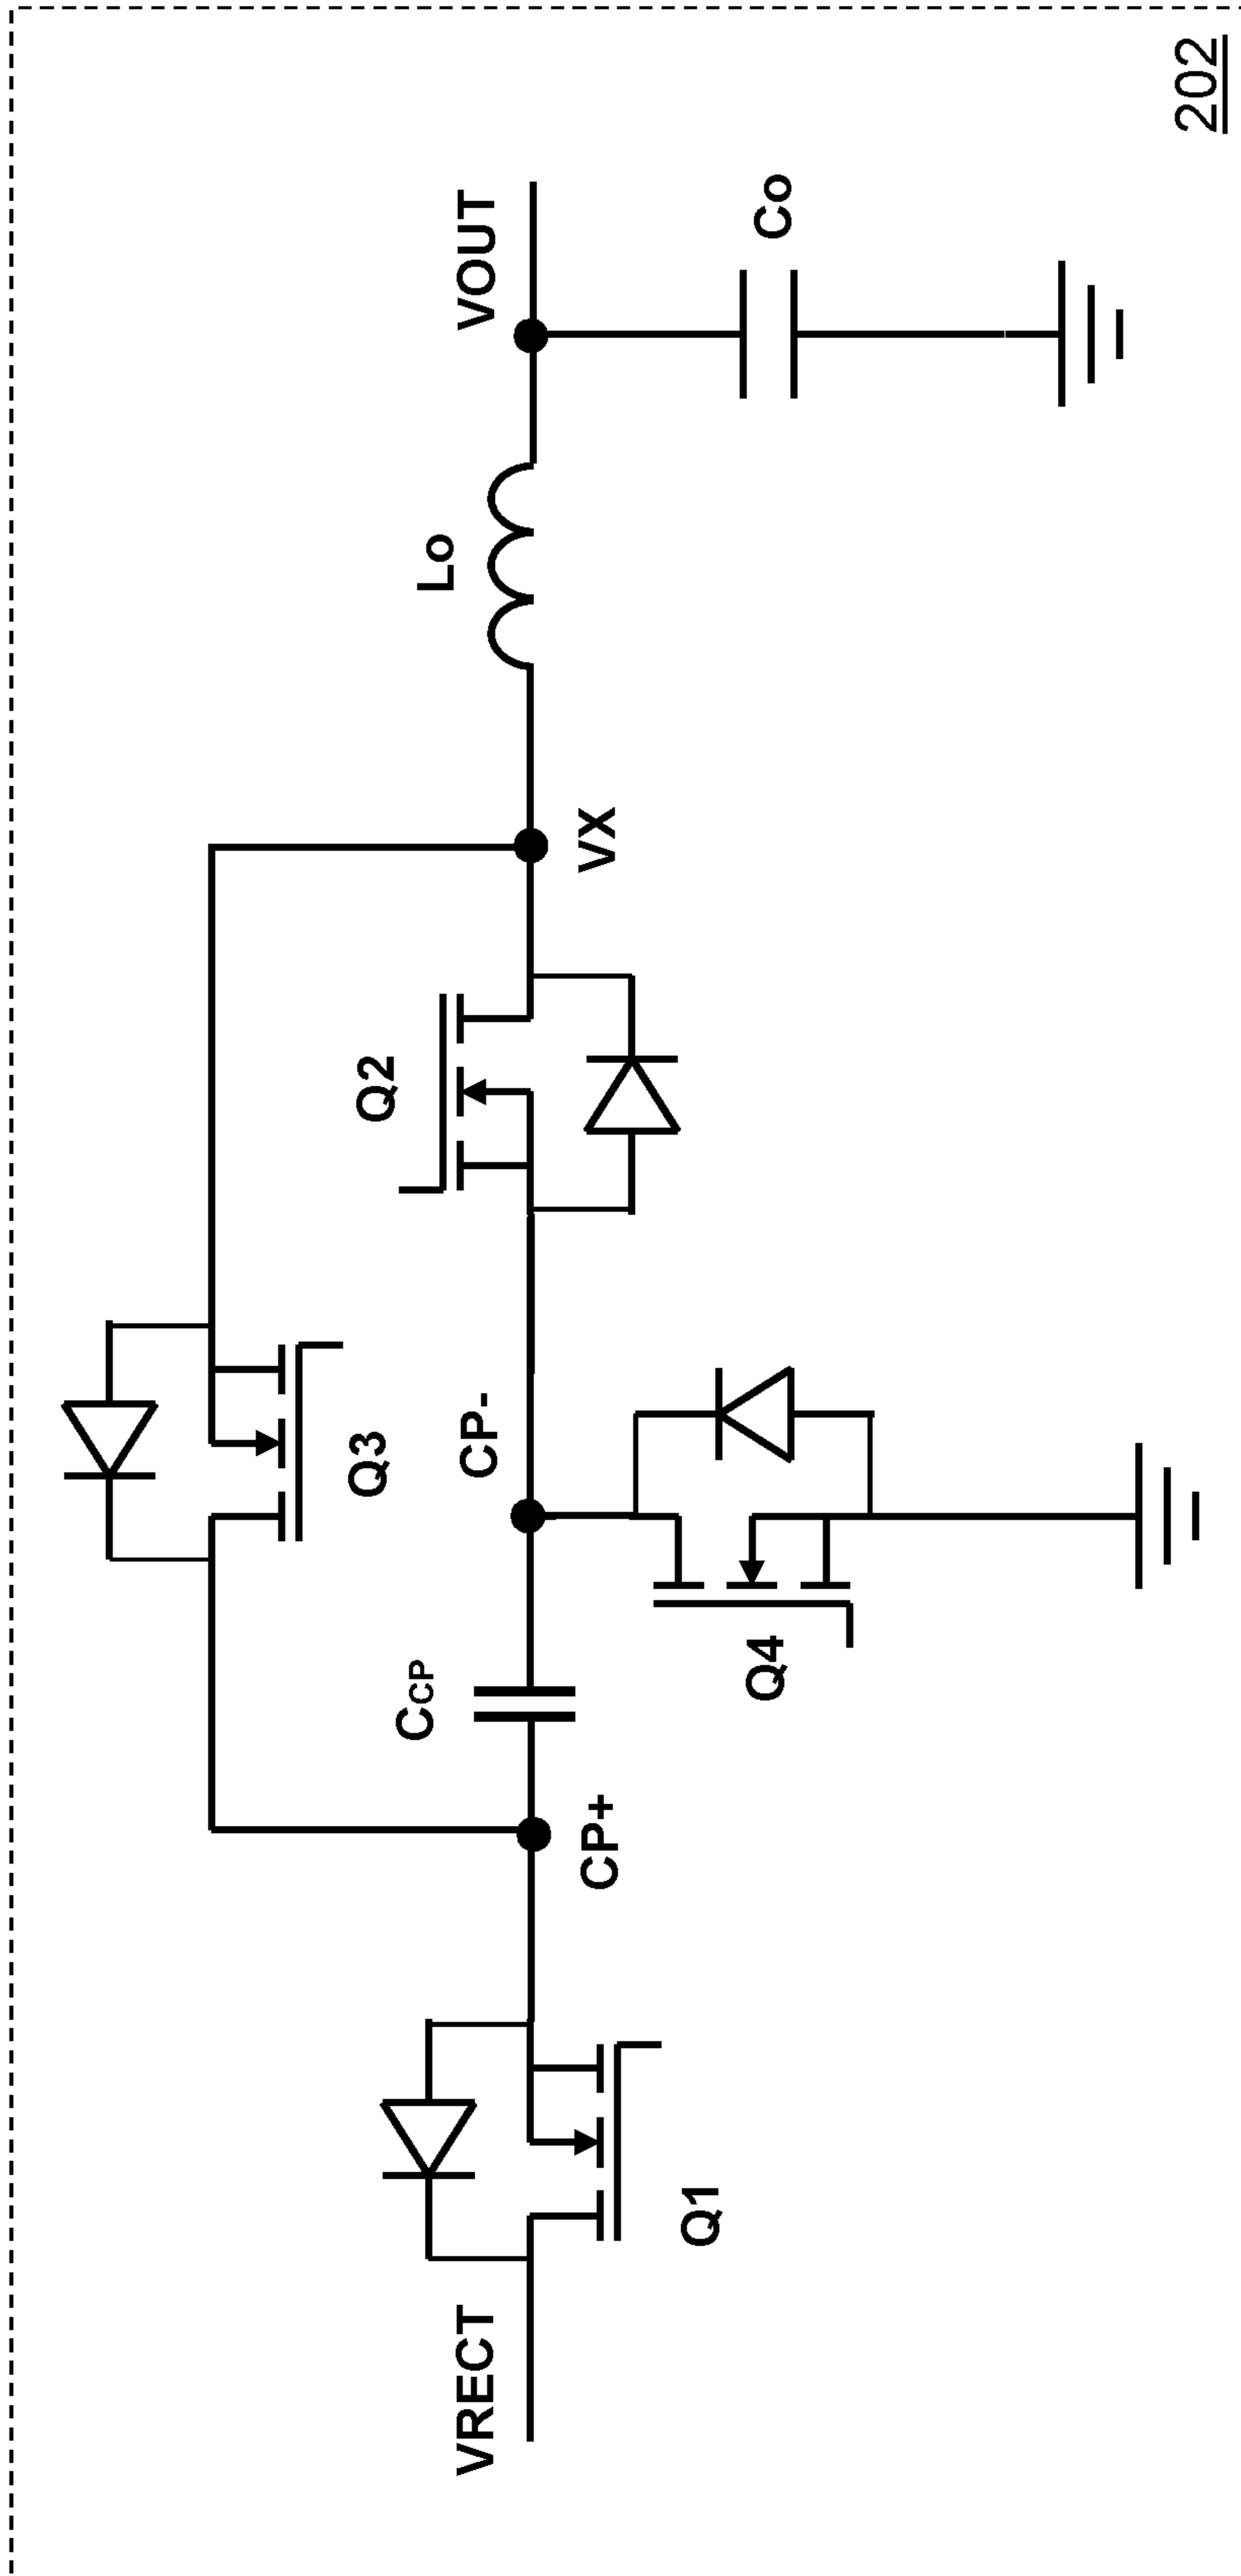 202
VOUT
Co
Lo
VX
Q2
Q3
CP-
Q4
CCP
CP+
Q1
VRECT